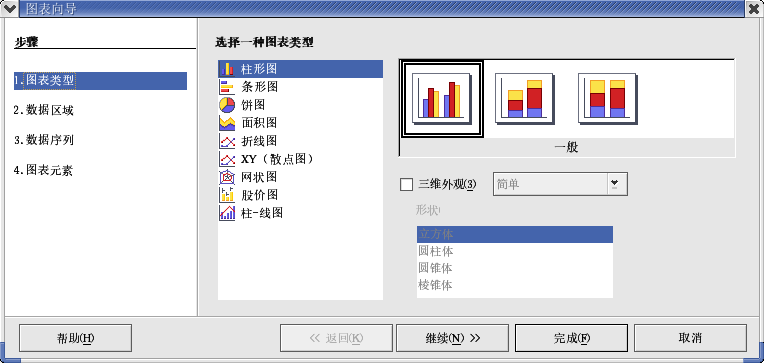 图表向导
步骤
1.图表类型
2.数据区域
3.数据序列
4.图表元素
选择一种图表类型
柱形图
条形图
饼图
面积图
折线图
XY（散点图）
网状图
股价图
柱-线图
一般
三维外观(3)
简单
形状
立方体
圆柱体
圆锥体
棱锥体
帮助(H)
<< 返回(K)
继续(N) >>
完成(F)
取消